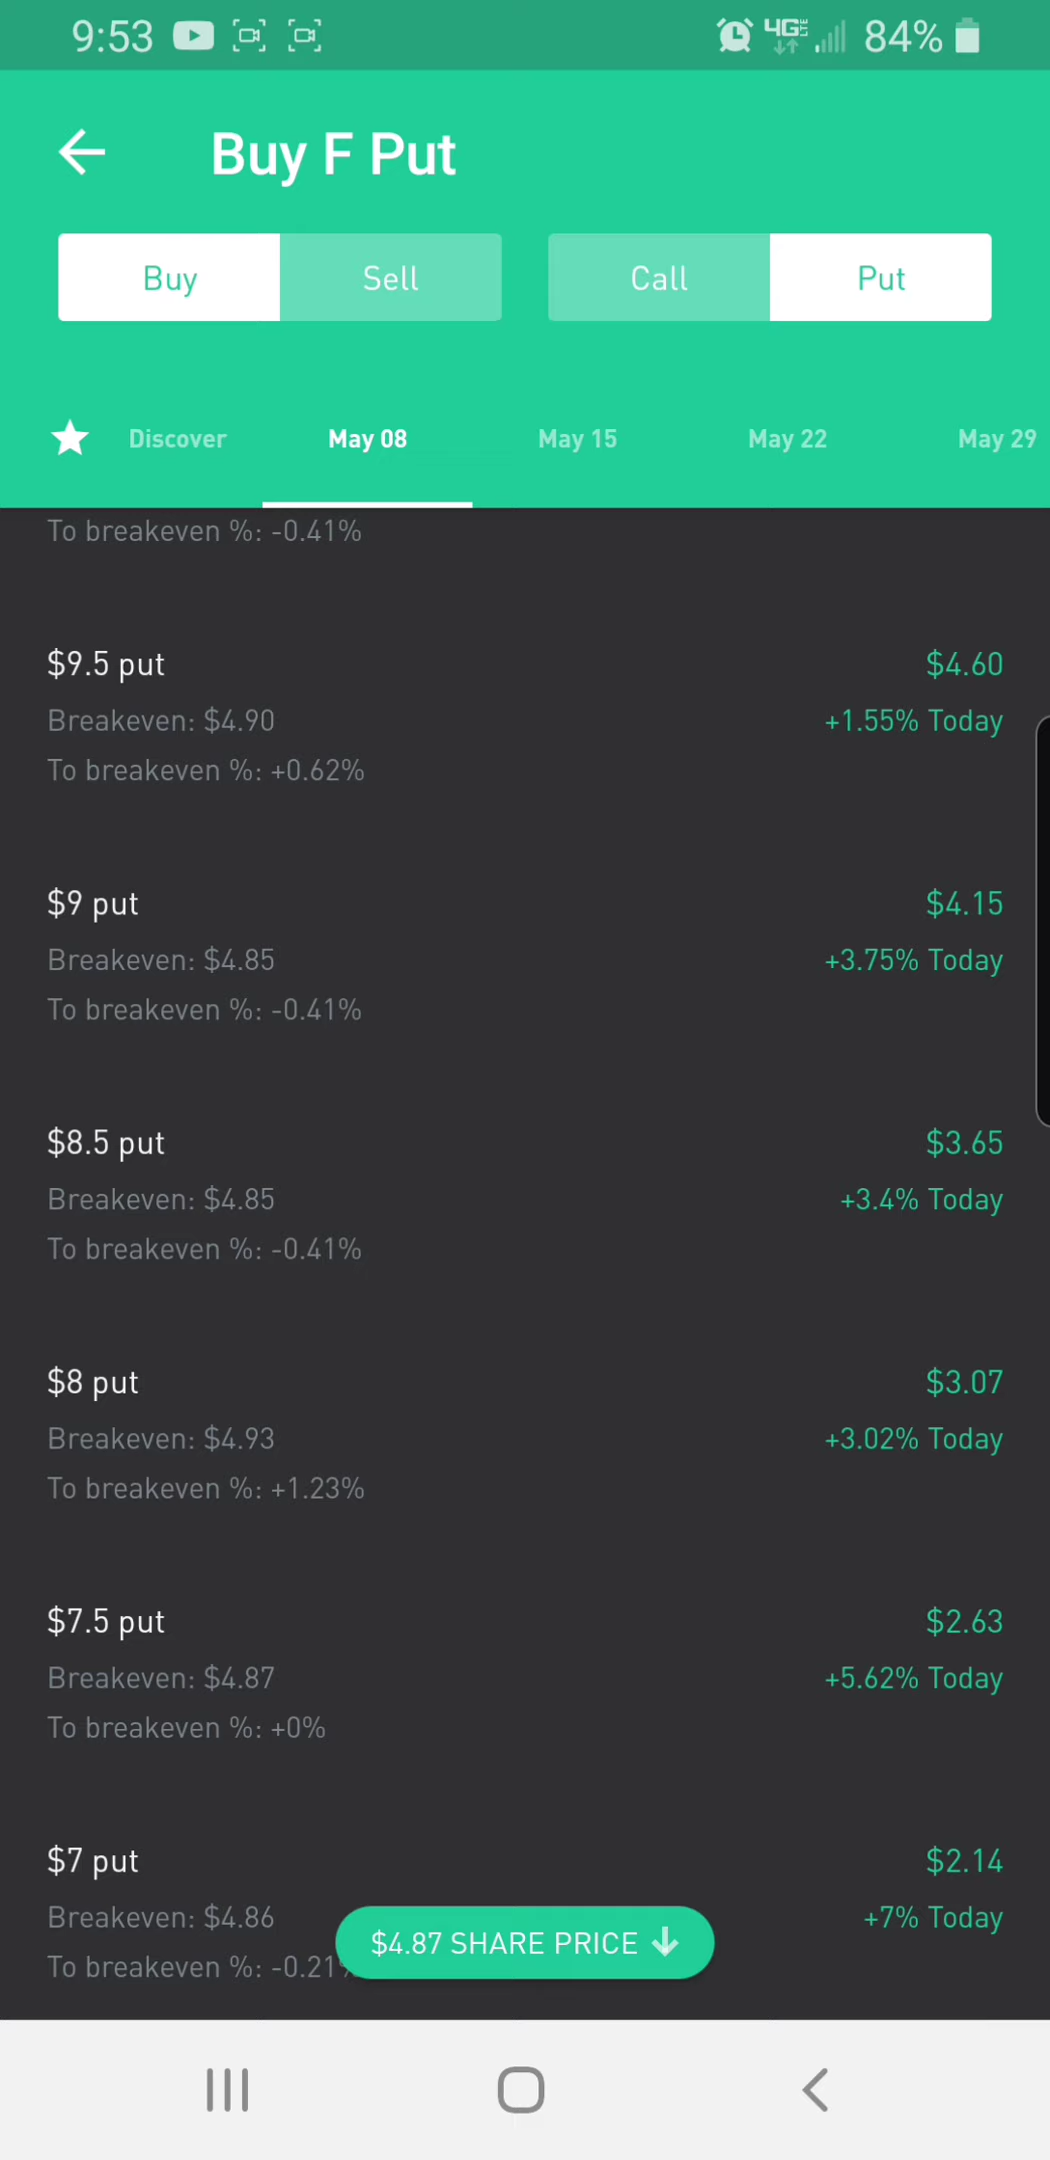 9:53 4G LTE 84%
Buy F Put
Buy Sell Call Put
Discover May 08 May 15 May 22 May 29
To breakeven %: -0.41%
$9.5 put $4.60
Breakeven: $4.90 +1.55% Today
To breakeven %: +0.62%
$9 put $4.15
Breakeven: $4.85 +3.75% Today
To breakeven %: -0.41%
$8.5 put $3.65
Breakeven: $4.85 +3.4% Today
To breakeven %: -0.41%
$8 put $3.07
Breakeven: $4.93 +3.02% Today
To breakeven %: +1.23%
$7.5 put $2.63
Breakeven: $4.87 +5.62% Today
To breakeven %: +0%
$7 put $2.14
Breakeven: $4.86 +7% Today
$4.87 SHARE PRICE
To breakeven %: -0.21%